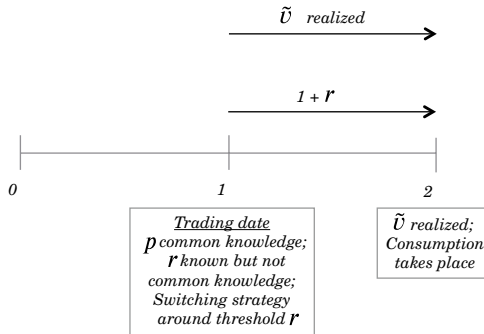 ṽ realized
1 + r
0
1
2
Trading date
p common knowledge;
r known but not
common knowledge;
Switching strategy
around threshold r
ṽ realized;
Consumption
takes place